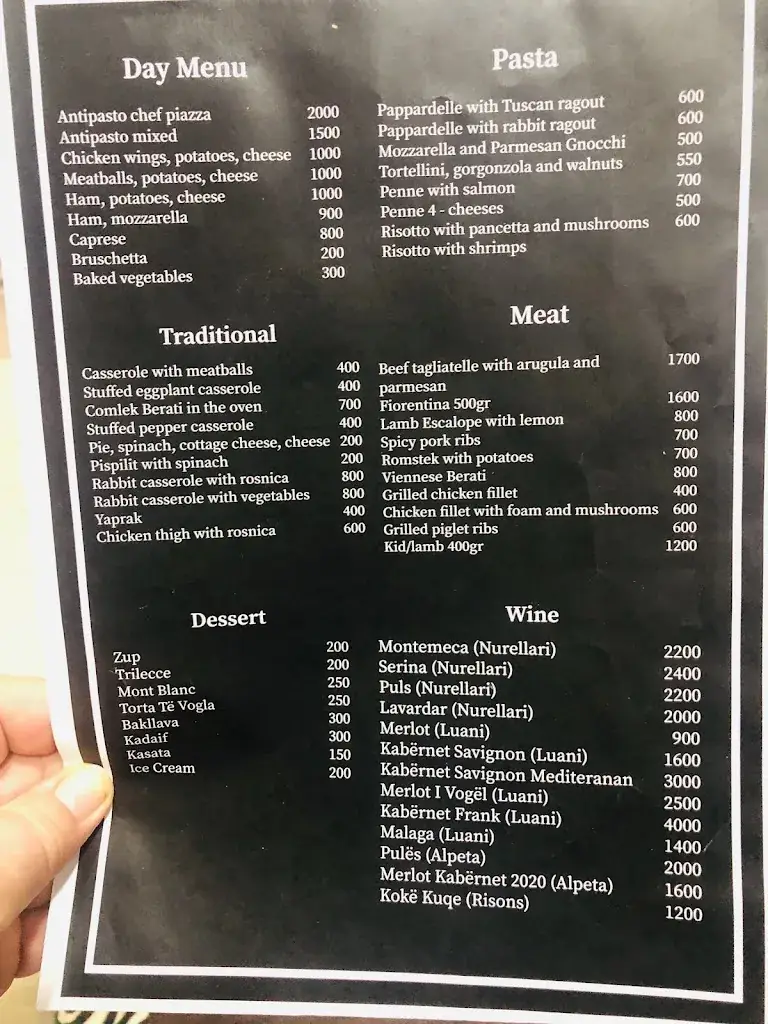 Day Menu
Antipasto chef piazza 2000
Antipasto mixed 1500
Chicken wings, potatoes, cheese 1000
Meatballs, potatoes, cheese 1000
Ham, potatoes, cheese 1000
Ham, mozzarella 900
Caprese 800
Bruschetta 200
Baked vegetables 300
Pasta
Pappardelle with Tuscan ragout 600
Pappardelle with rabbit ragout 600
Mozzarella and Parmesan Gnocchi 500
Tortellini, gorgonzola and walnuts 550
Penne with salmon 700
Penne 4 - cheeses 500
Risotto with pancetta and mushrooms 600
Risotto with shrimps
Traditional
Casserole with meatballs 400
Stuffed eggplant casserole 400
Comlek Berati in the oven 700
Stuffed pepper casserole 400
Pie, spinach, cottage cheese, cheese 200
Pispilit with spinach 200
Rabbit casserole with rosnica 800
Rabbit casserole with vegetables 800
Yaprak 400
Chicken thigh with rosnica 600
Meat
Beef tagliatelle with arugula and 1700
parmesan
Fiorentina 500gr 1600
Lamb Escalope with lemon 800
Spicy pork ribs 700
Romstek with potatoes 700
Viennese Berati 800
Grilled chicken fillet 400
Chicken fillet with foam and mushrooms 600
Grilled piglet ribs 600
Kid/lamb 400gr 1200
Dessert
Zup 200
Trilecce 200
Mont Blanc 250
Torta Të Vogla 250
Bakllava 300
Kadaif 300
Kasata 150
Ice Cream 200
Wine
Montemeca (Nurellari) 2200
Serina (Nurellari) 2400
Puls (Nurellari) 2200
Lavardar (Nurellari) 2000
Merlot (Luani) 900
Kabërnet Savignon (Luani) 1600
Kabërnet Savignon Mediteranan 3000
Merlot I Vogël (Luani) 2500
Kabërnet Frank (Luani) 4000
Malaga (Luani) 1400
Pulës (Alpeta) 2000
Merlot Kabërnet 2020 (Alpeta) 1600
Kokë Kuqe (Risons) 1200